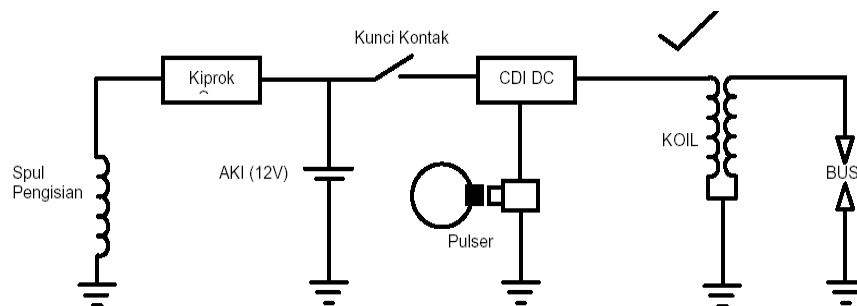 Kunci Kontak
Kiprok
CDI DC
Spul
Pengisian
AKI (12V)
KOIL
BUS
Pulser